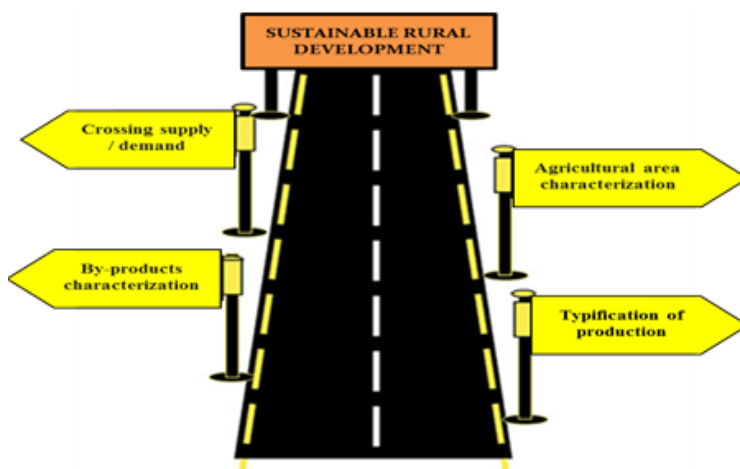 SUSTAINABLE RURAL
DEVELOPMENT
Crossing supply
/ demand
Agricultural area
characterization
By-products
characterization
Typification of
production